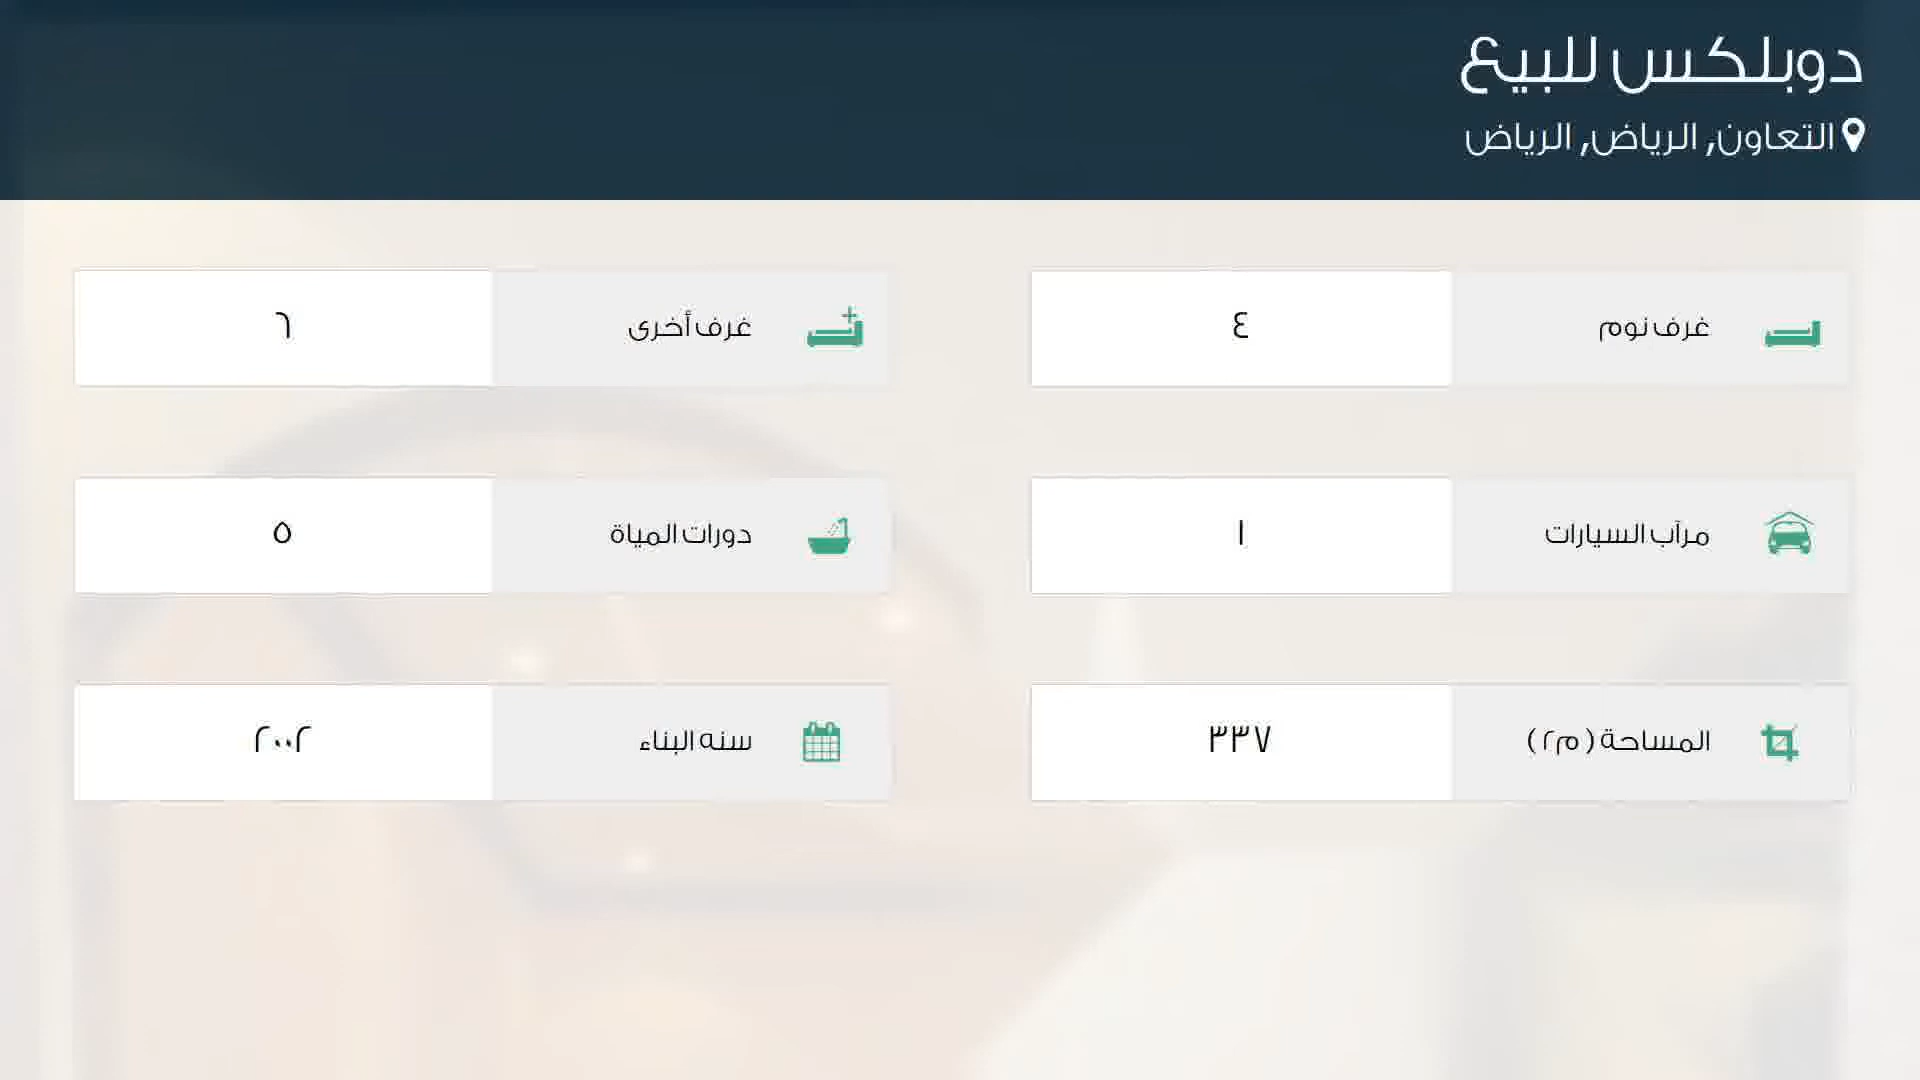 دوبلكس للبيع
التعاون, الرياض, الرياض
غرف نوم ٤
غرف أخرى ٦
مرآب السيارات ١
دورات المياة ٥
المساحة ( م٢ ) ٣٣٧
سنه البناء ٢٠٠٢